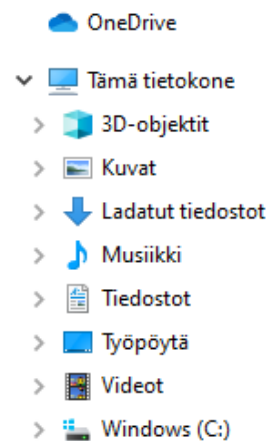 OneDrive
Tämä tietokone
3D-objektit
Kuvat
Ladatut tiedostot
Musiikki
Tiedostot
Työpöytä
Videot
Windows (C:)